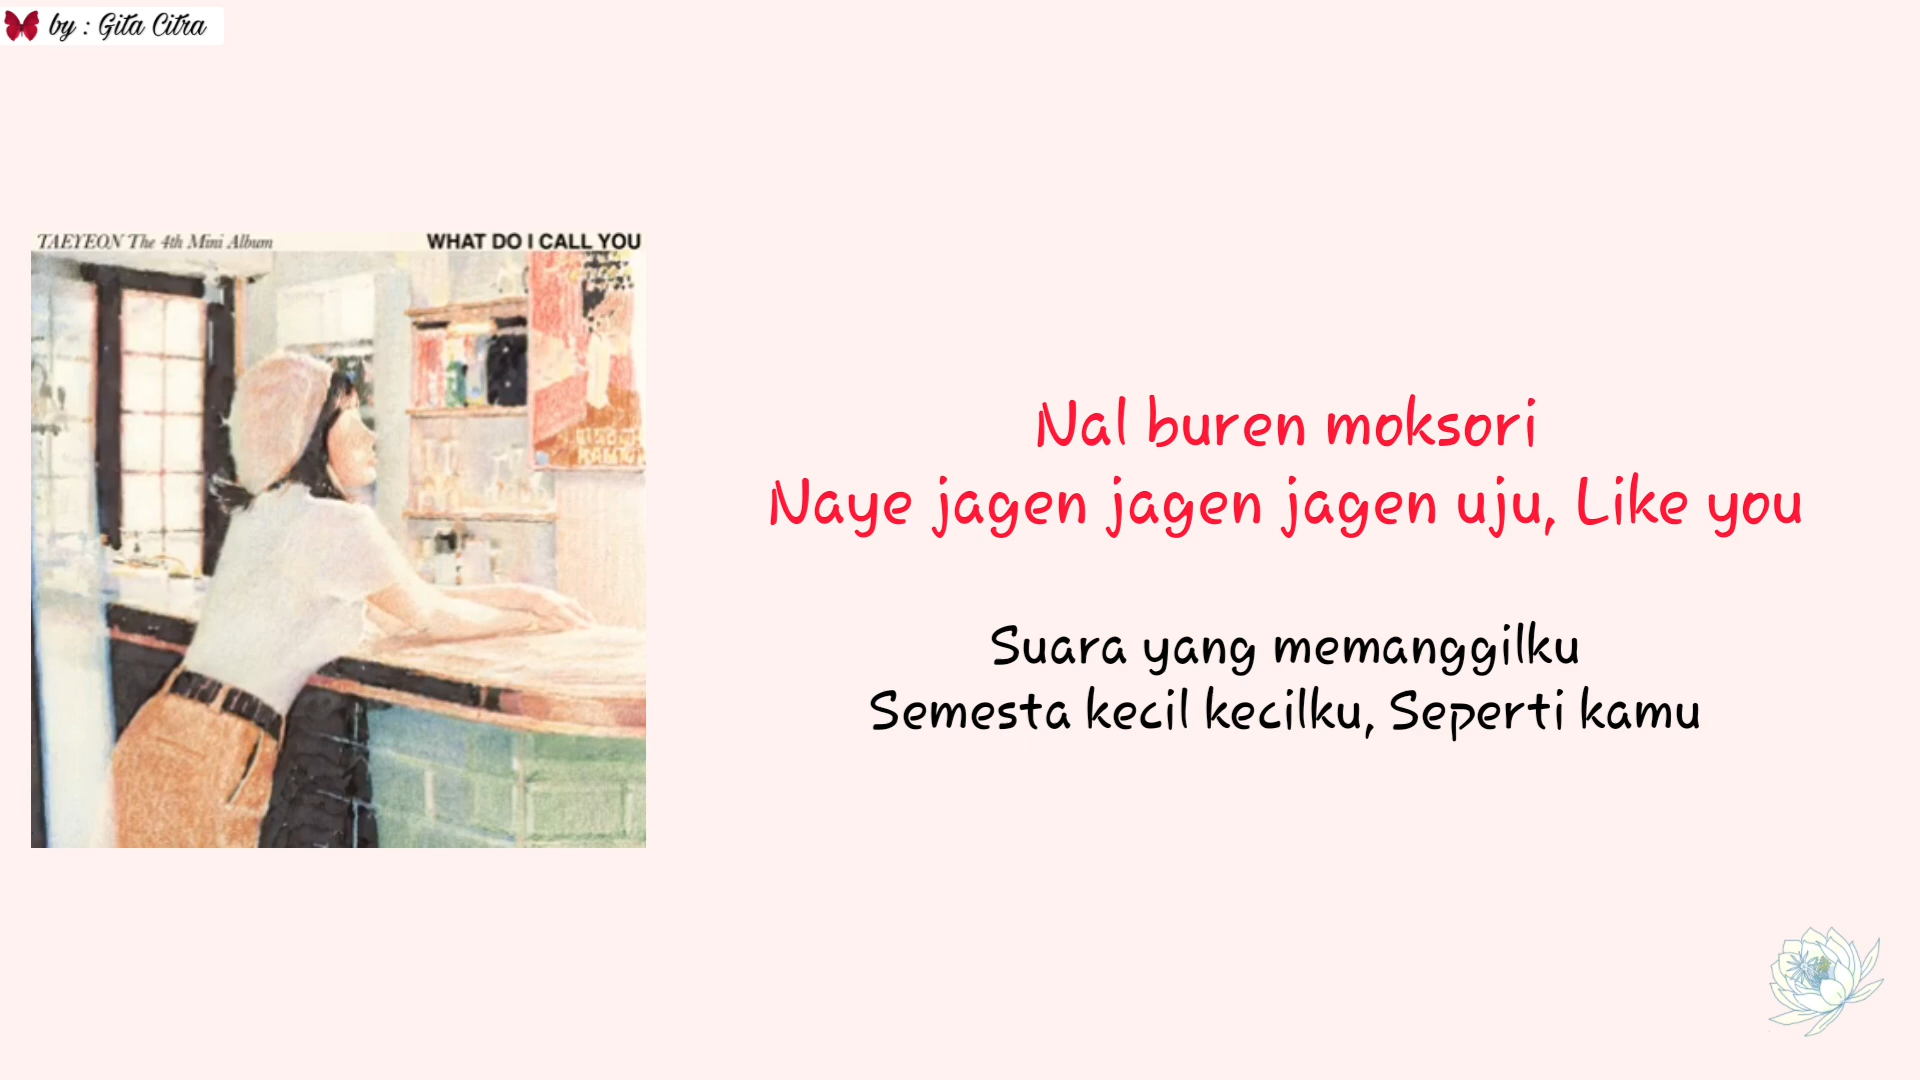 by : Gita Citra
TAEYEON The 4th Mini Album
WHAT DO I CALL YOU
Nal buren moksori
Naye jagen jagen jagen uju, Like you
Suara yang memanggilku
Semesta kecil kecilku, Seperti kamu